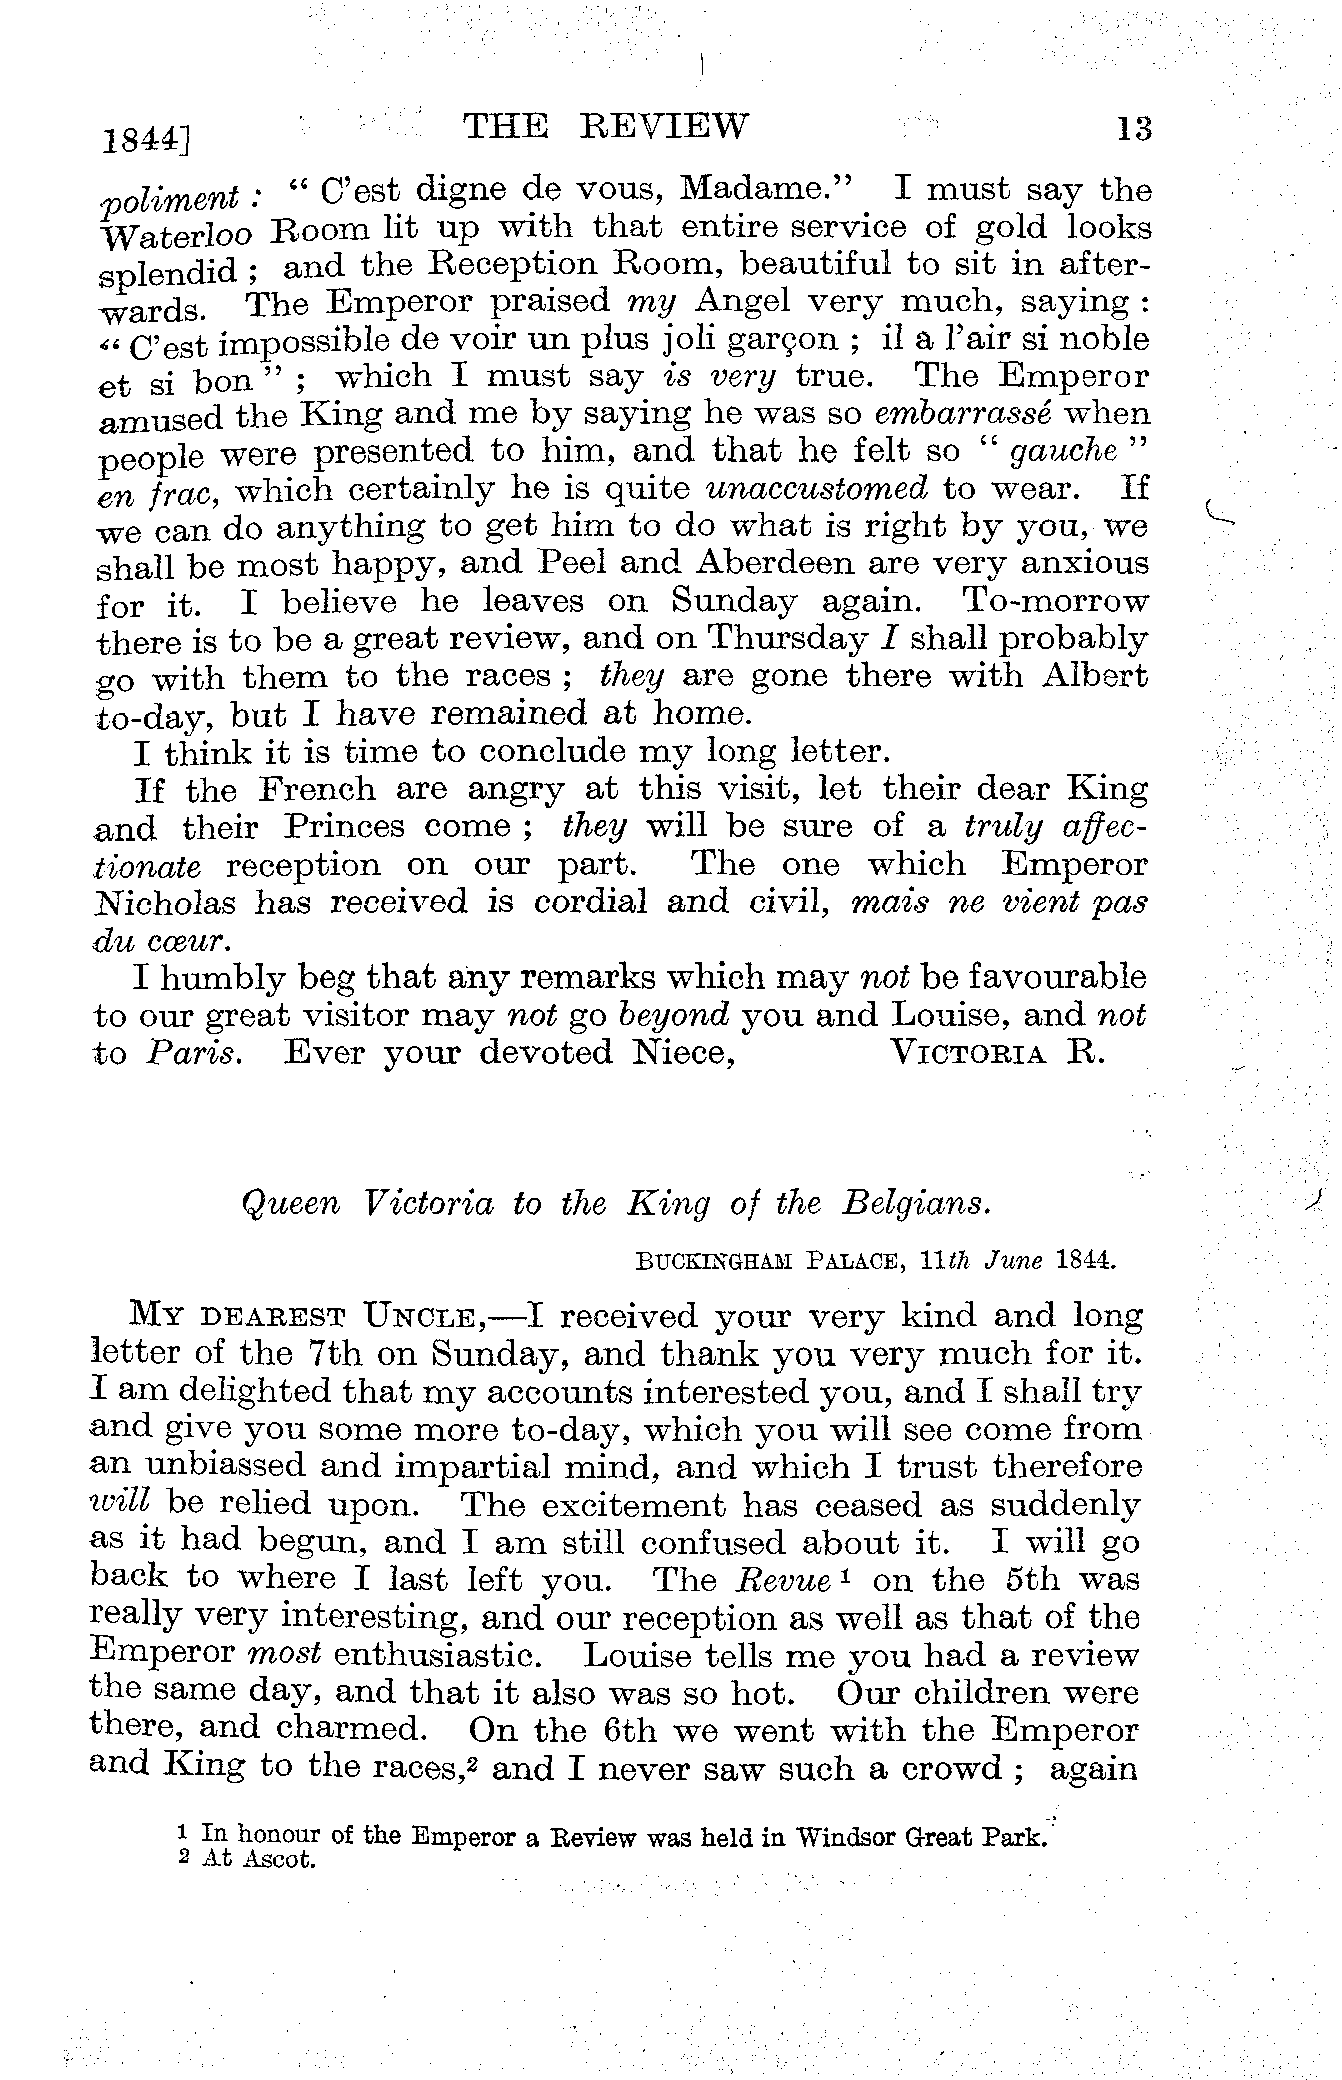 1844] THE REVIEW 13
poliment : “ C’est digne de vous, Madame.” I must say the
Waterloo Room lit up with that entire service of gold looks
splendid ; and the Reception Room, beautiful to sit in after-
wards. The Emperor praised my Angel very much, saying :
“ C’est impossible de voir un plus joli garçon ; il a l’air si noble
et si bon ” ; which I must say is very true. The Emperor
amused the King and me by saying he was so embarrassé when
people were presented to him, and that he felt so “ gauche ”
en frac, which certainly he is quite unaccustomed to wear. If
we can do anything to get him to do what is right by you, we
shall be most happy, and Peel and Aberdeen are very anxious
for it. I believe he leaves on Sunday again. To-morrow
there is to be a great review, and on Thursday I shall probably
go with them to the races ; they are gone there with Albert
to-day, but I have remained at home.
I think it is time to conclude my long letter.
If the French are angry at this visit, let their dear King
and their Princes come ; they will be sure of a truly affec-
tionate reception on our part. The one which Emperor
Nicholas has received is cordial and civil, mais ne vient pas
du cœur.
I humbly beg that any remarks which may not be favourable
to our great visitor may not go beyond you and Louise, and not
to Paris. Ever your devoted Niece, VICTORIA R.
Queen Victoria to the King of the Belgians.
BUCKINGHAM PALACE, 11th June 1844.
MY DEAREST UNCLE,—I received your very kind and long
letter of the 7th on Sunday, and thank you very much for it.
I am delighted that my accounts interested you, and I shall try
and give you some more to-day, which you will see come from
an unbiassed and impartial mind, and which I trust therefore
will be relied upon. The excitement has ceased as suddenly
as it had begun, and I am still confused about it. I will go
back to where I last left you. The Revue¹ on the 5th was
really very interesting, and our reception as well as that of the
Emperor most enthusiastic. Louise tells me you had a review
the same day, and that it also was so hot. Our children were
there, and charmed. On the 6th we went with the Emperor
and King to the races,² and I never saw such a crowd ; again
1 In honour of the Emperor a Review was held in Windsor Great Park.
2 At Ascot.